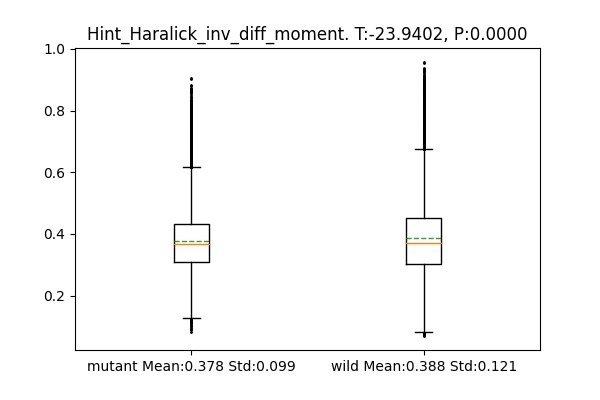 Hint_Haralick_inv_diff_moment. T:-23.9402, P:0.0000
1.0
0.8
0.6
0.4
0.2
mutant Mean:0.378 Std:0.099
wild Mean:0.388 Std:0.121